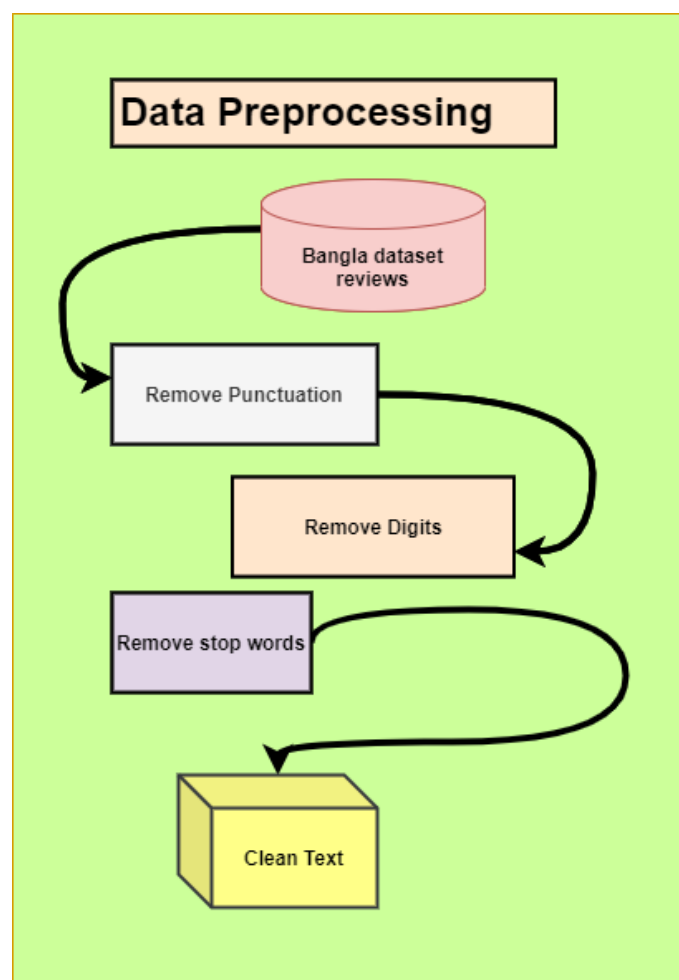 Data Preprocessing
Bangla dataset
reviews
Remove Punctuation
Remove Digits
Remove stop words
Clean Text